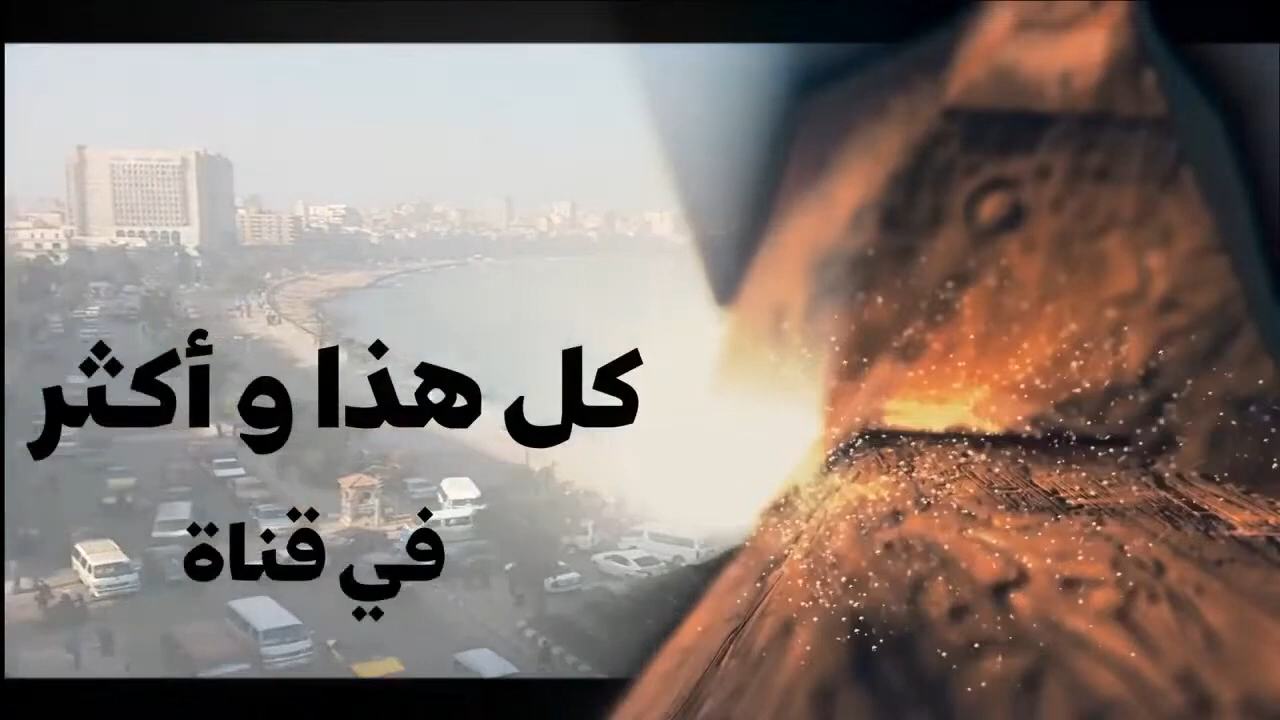 كل هذا و أكثر
في قناة